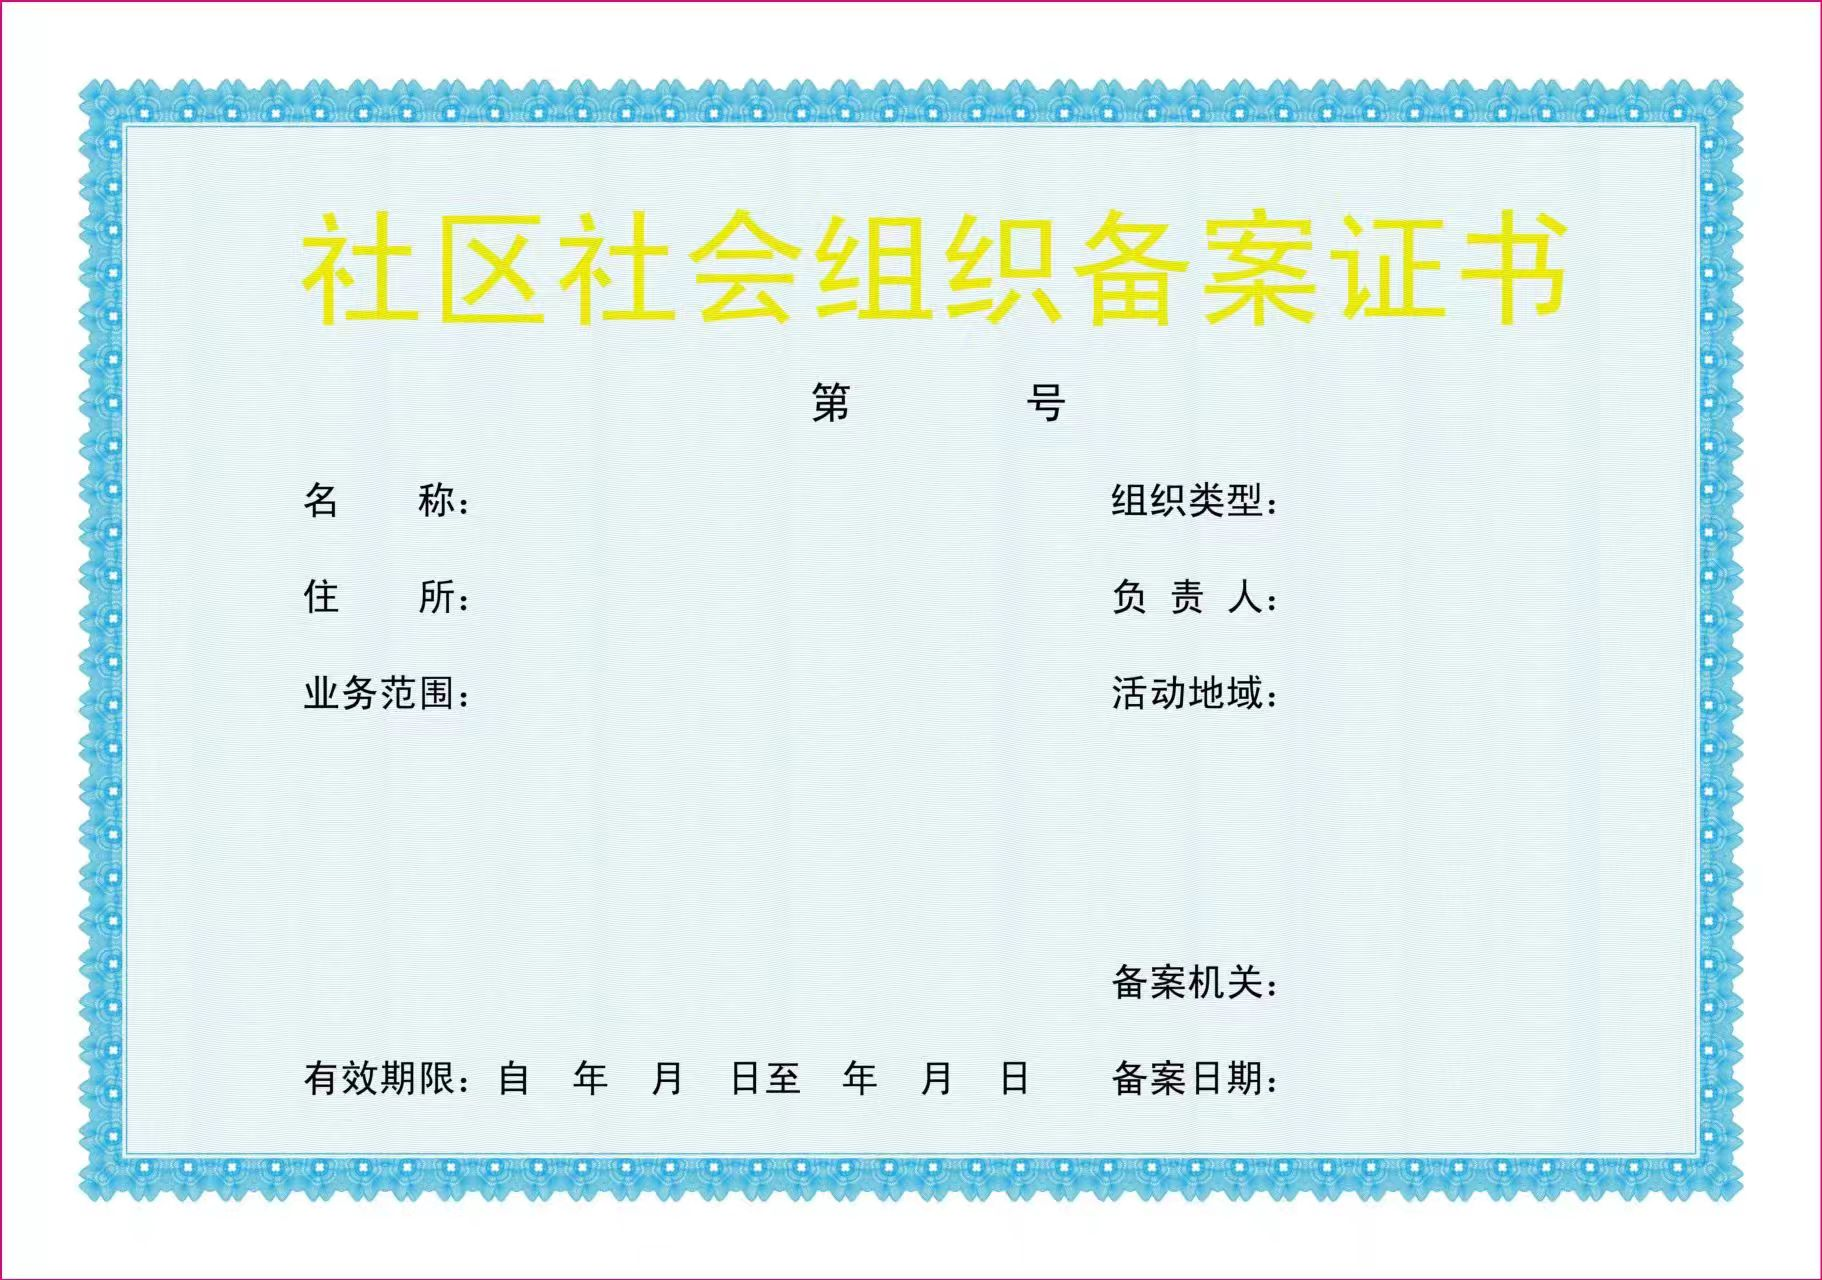 社区社会组织备案证书
第 号
名 称： 组织类型：
住 所： 负 责 人：
业务范围： 活动地域：
备案机关：
有效期限：自 年 月 日至 年 月 日 备案日期：